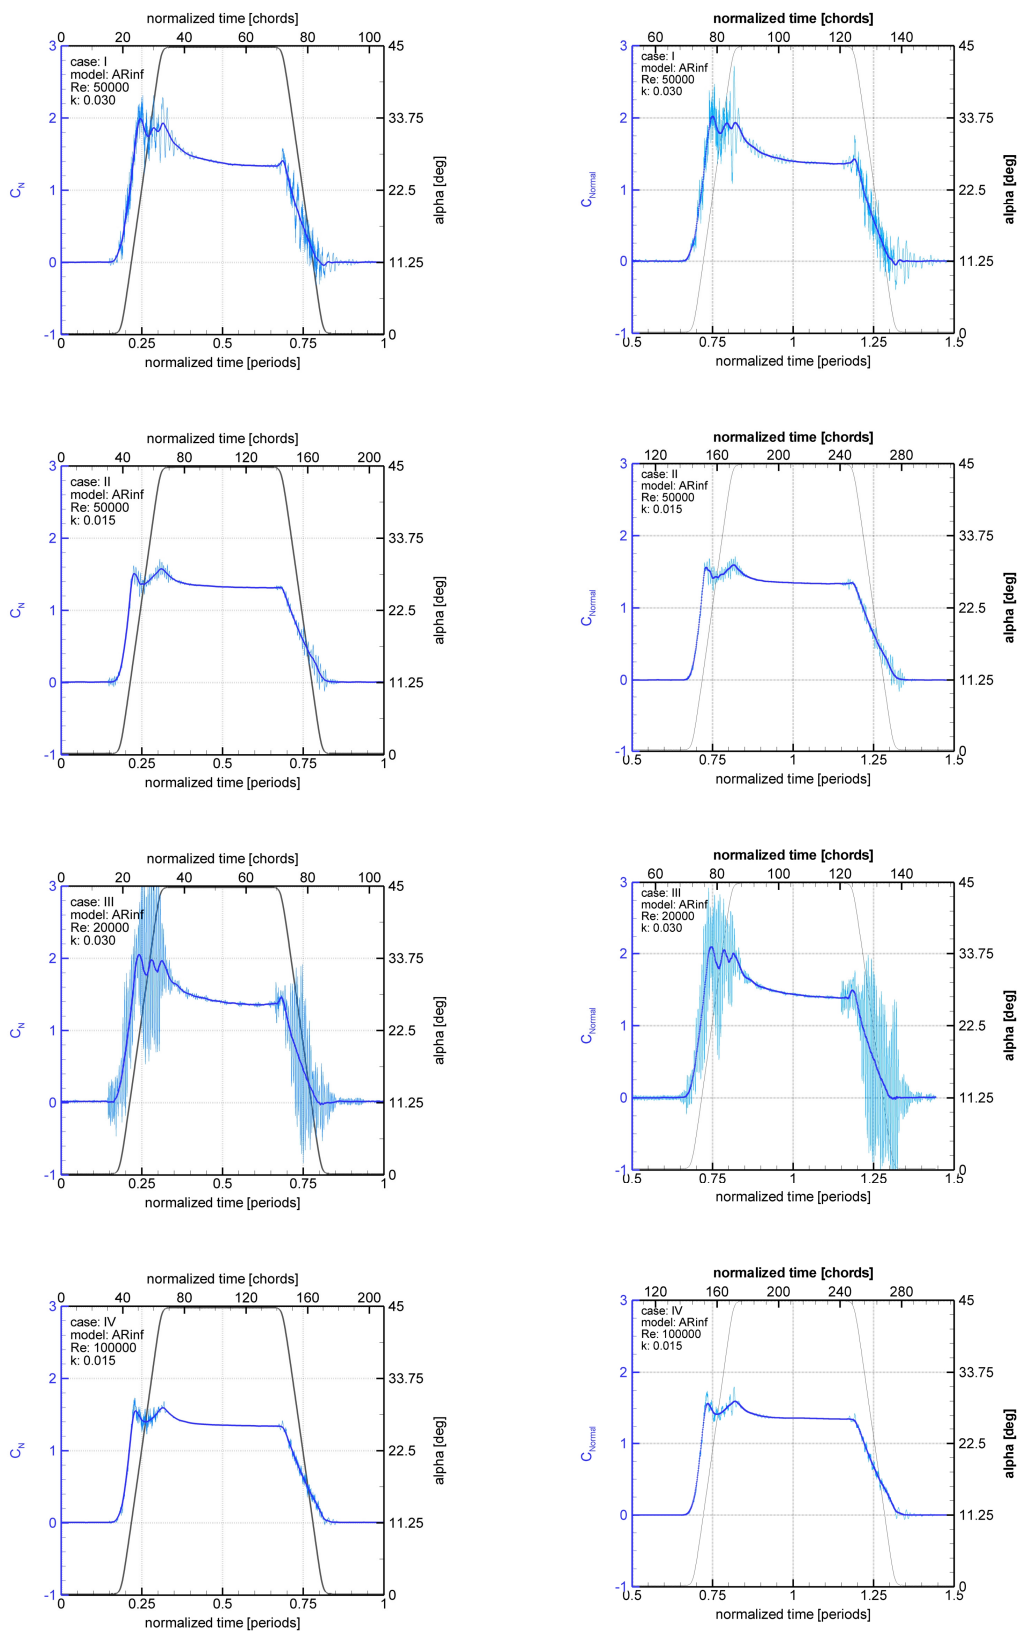 normalized time [chords]
0 20 40 60 80 100
3 45
case: I
model: ARinf
Re: 50000
k: 0.030
2 33.75
C_N
1 22.5
alpha [deg]
0 11.25
-1 0
0 0.25 0.5 0.75 1
normalized time [periods]
normalized time [chords]
60 80 100 120 140
3 45
case: I
model: ARinf
Re: 50000
k: 0.030
2 33.75
C_Normal
1 22.5
alpha [deg]
0 11.25
-1 0
0.5 0.75 1 1.25 1.5
normalized time [periods]
normalized time [chords]
0 40 80 120 160 200
3 45
case: II
model: ARinf
Re: 50000
k: 0.015
2 33.75
C_N
1 22.5
alpha [deg]
0 11.25
-1 0
0 0.25 0.5 0.75 1
normalized time [periods]
normalized time [chords]
120 160 200 240 280
3 45
case: II
model: ARinf
Re: 50000
k: 0.015
2 33.75
C_Normal
1 22.5
alpha [deg]
0 11.25
-1 0
0.5 0.75 1 1.25 1.5
normalized time [periods]
normalized time [chords]
0 20 40 60 80 100
3 45
case: III
model: ARinf
Re: 20000
k: 0.030
2 33.75
C_N
1 22.5
alpha [deg]
0 11.25
-1 0
0 0.25 0.5 0.75 1
normalized time [periods]
normalized time [chords]
60 80 100 120 140
3 45
case: III
model: ARinf
Re: 20000
k: 0.030
2 33.75
C_Normal
1 22.5
alpha [deg]
0 11.25
-1 0
0.5 0.75 1 1.25 1.5
normalized time [periods]
normalized time [chords]
0 40 80 120 160 200
3 45
case: IV
model: ARinf
Re: 100000
k: 0.015
2 33.75
C_N
1 22.5
alpha [deg]
0 11.25
-1 0
0 0.25 0.5 0.75 1
normalized time [periods]
normalized time [chords]
120 160 200 240 280
3 45
case: IV
model: ARinf
Re: 100000
k: 0.015
2 33.75
C_Normal
1 22.5
alpha [deg]
0 11.25
-1 0
0.5 0.75 1 1.25 1.5
normalized time [periods]